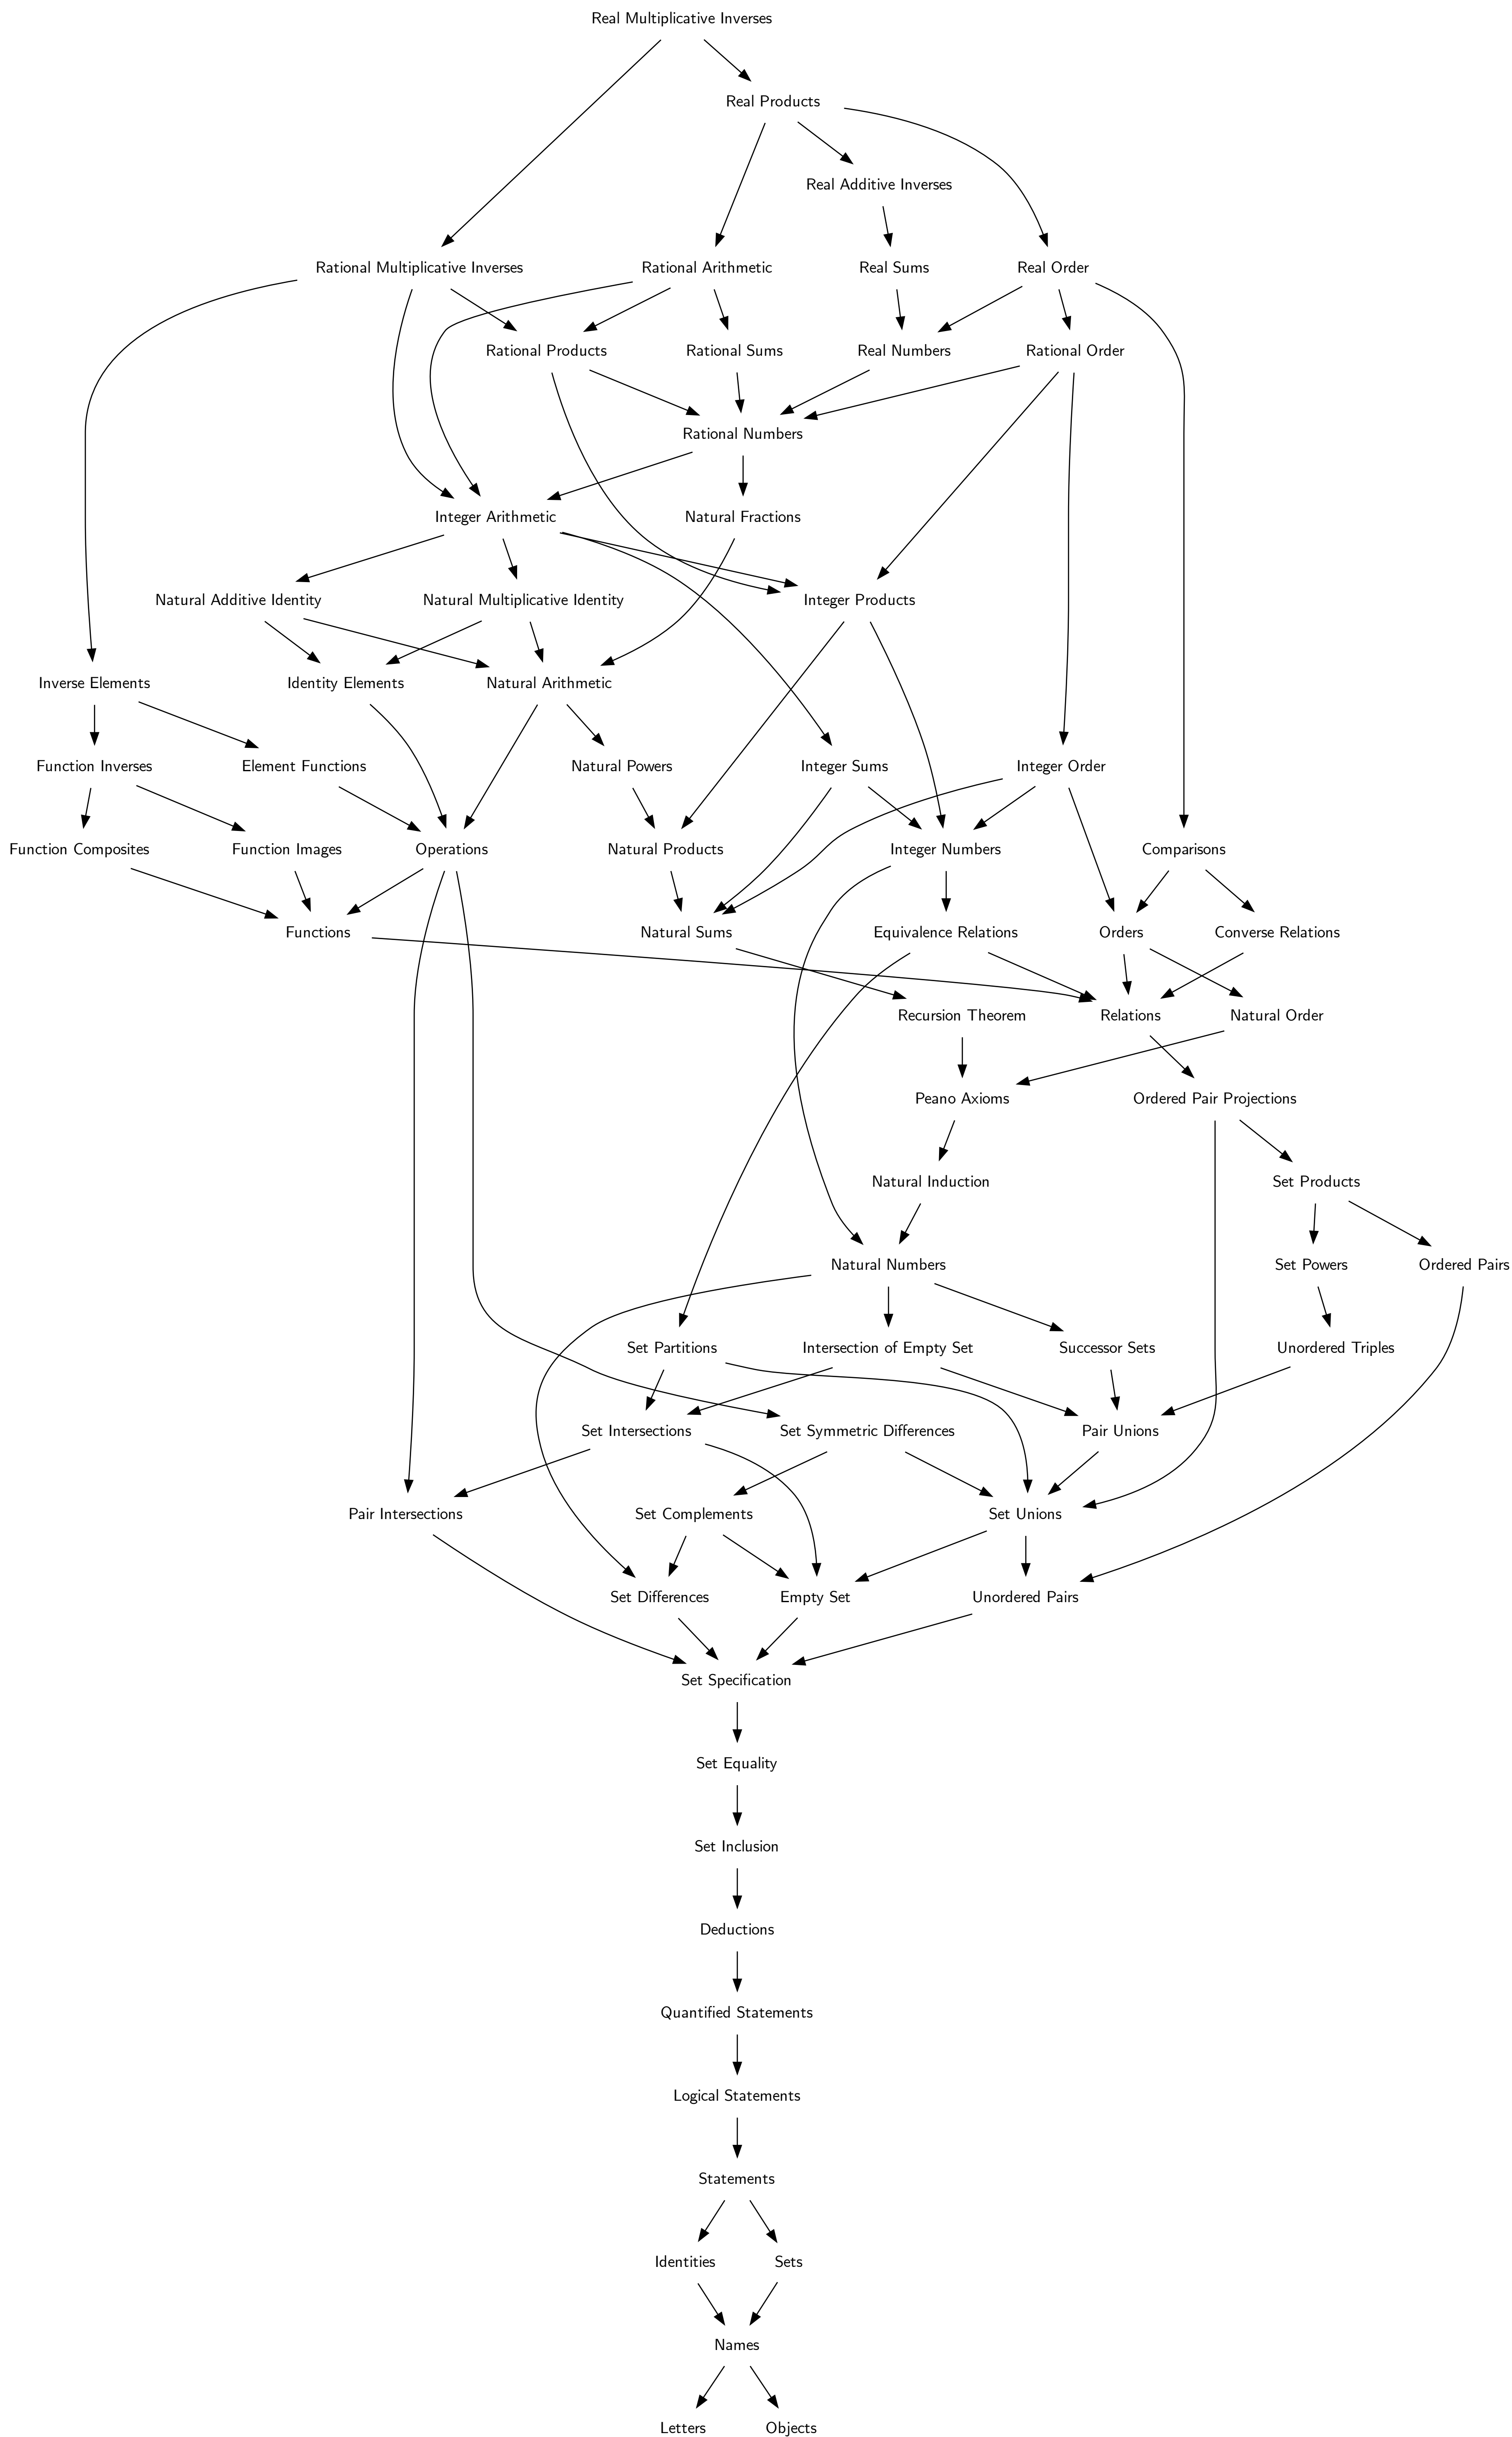 Real Multiplicative Inverses
Real Products
Real Additive Inverses
Rational Multiplicative Inverses
Rational Arithmetic
Real Sums
Real Order
Rational Products
Rational Sums
Real Numbers
Rational Order
Rational Numbers
Integer Arithmetic
Natural Fractions
Natural Additive Identity
Natural Multiplicative Identity
Integer Products
Inverse Elements
Identity Elements
Natural Arithmetic
Function Inverses
Element Functions
Natural Powers
Integer Sums
Integer Order
Function Composites
Function Images
Operations
Natural Products
Integer Numbers
Comparisons
Functions
Natural Sums
Equivalence Relations
Orders
Converse Relations
Recursion Theorem
Relations
Natural Order
Peano Axioms
Ordered Pair Projections
Natural Induction
Set Products
Natural Numbers
Set Powers
Ordered Pairs
Set Partitions
Intersection of Empty Set
Successor Sets
Unordered Triples
Set Intersections
Set Symmetric Differences
Pair Unions
Pair Intersections
Set Complements
Set Unions
Set Differences
Empty Set
Unordered Pairs
Set Specification
Set Equality
Set Inclusion
Deductions
Quantified Statements
Logical Statements
Statements
Identities
Sets
Names
Letters
Objects